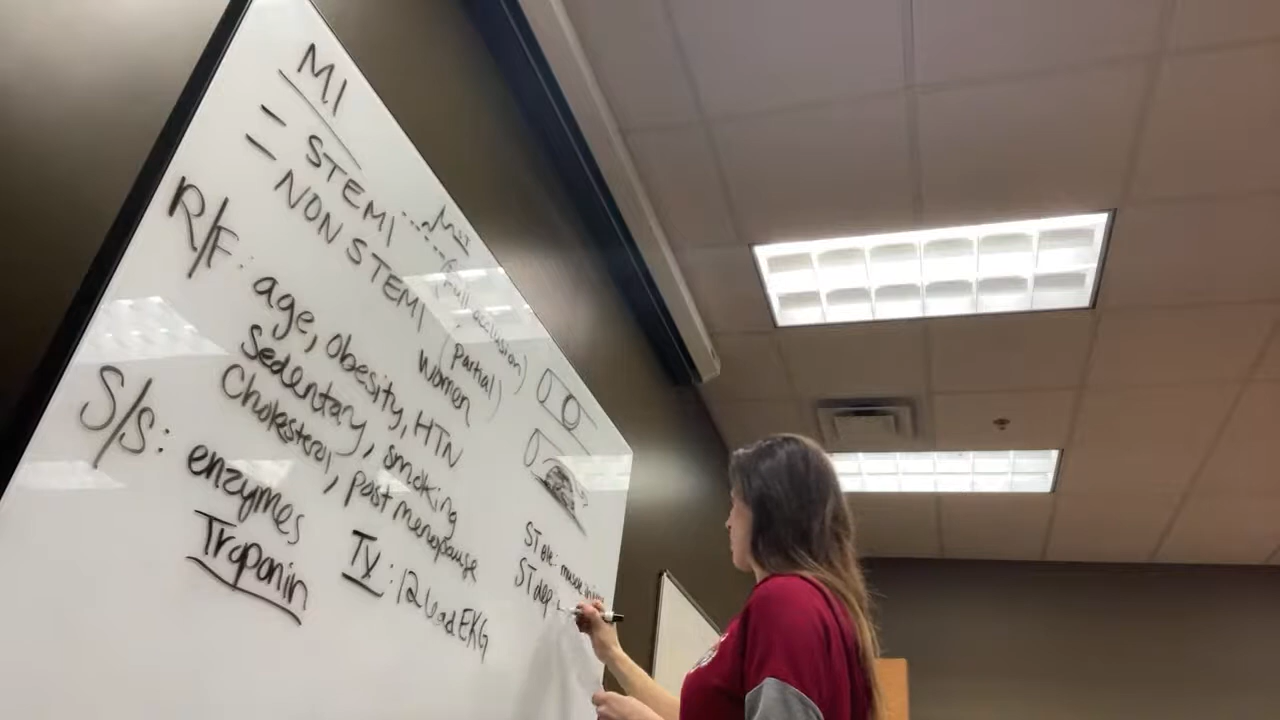 MI
- STEMI (full occlusion)
- NON STEMI (Partial)
R/F: age, obesity, HTN women
Sedentary, smoking
Cholesterol, post menopause
S/S: enzymes
Troponin
Tx: 12 lead EKG
ST ele: muscle
ST dep: